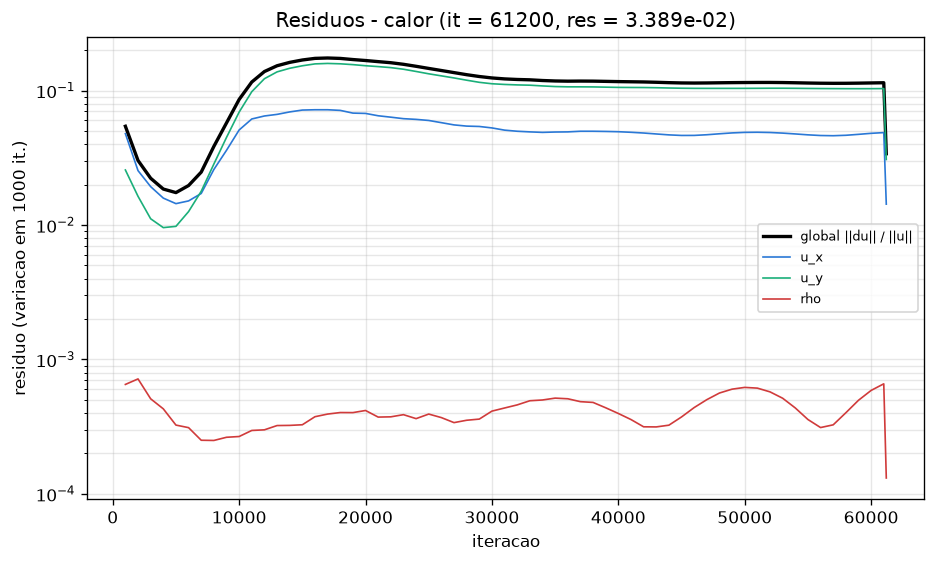 Residuos - calor (it = 61200, res = 3.389e-02)
residuo (variacao em 1000 it.)
10⁻¹
10⁻²
10⁻³
10⁻⁴
global ||du|| / ||u||
u_x
u_y
rho
0 10000 20000 30000 40000 50000 60000
iteracao